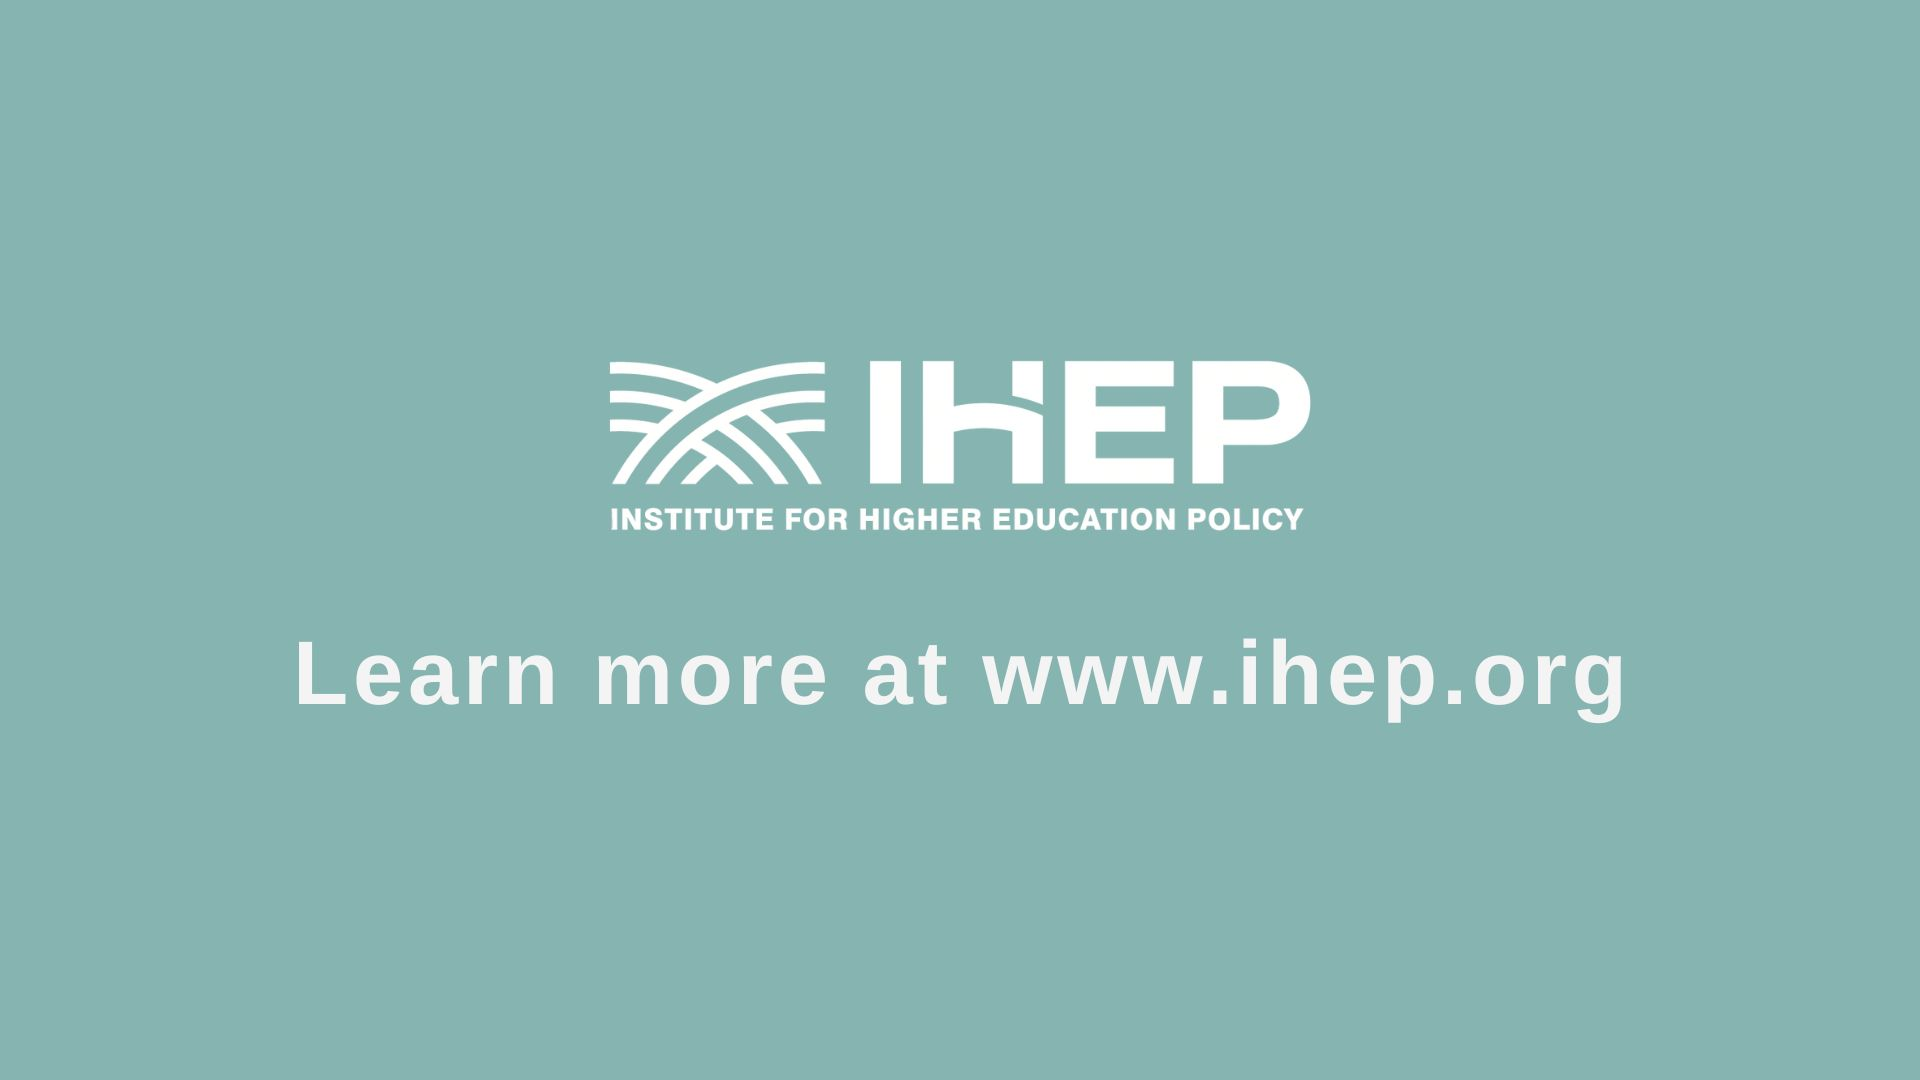 IHEP
INSTITUTE FOR HIGHER EDUCATION POLICY
Learn more at www.ihep.org